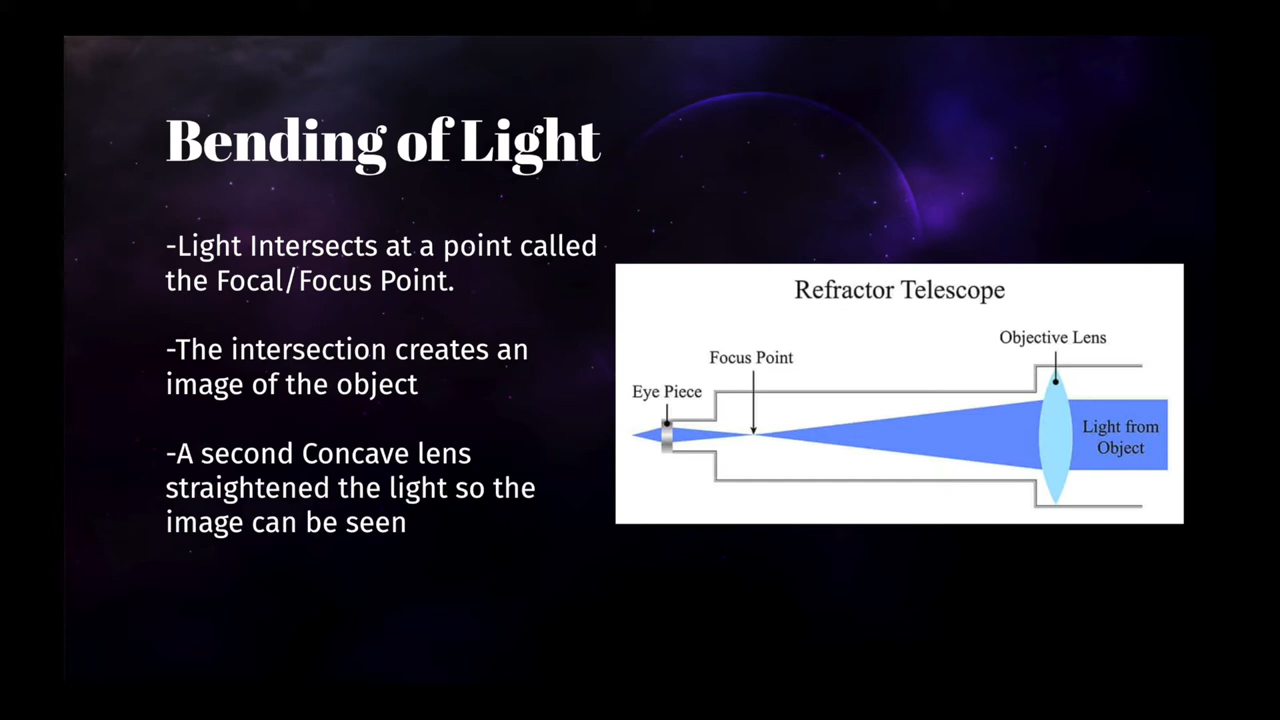 Bending of Light
-Light Intersects at a point called
the Focal/Focus Point.
-The intersection creates an
image of the object
-A second Concave lens
straightened the light so the
image can be seen
Refractor Telescope
Objective Lens
Focus Point
Eye Piece
Light from
Object